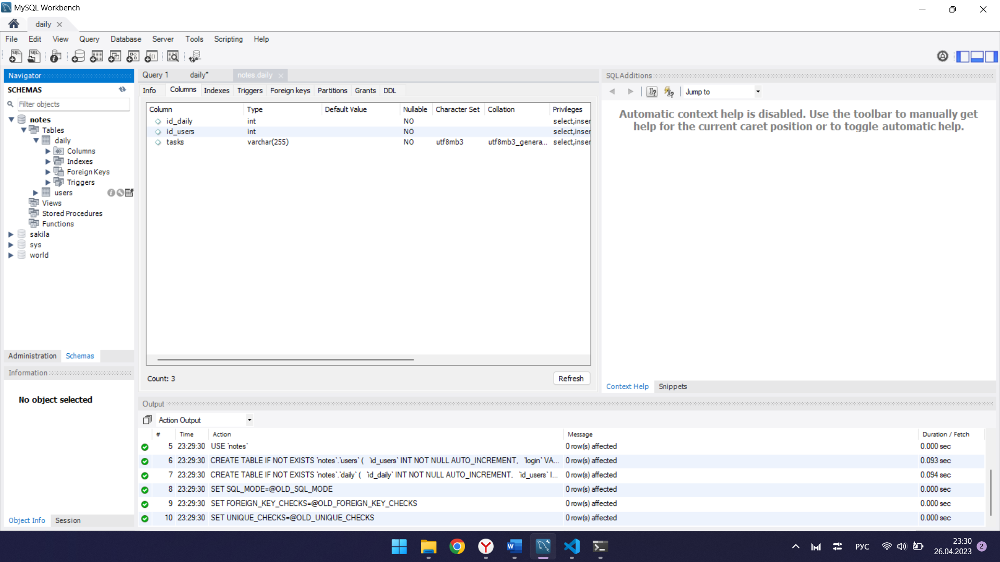 MySQL Workbench
daily
File Edit View Query Database Server Tools Scripting Help
Navigator
SCHEMAS
Filter objects
notes
Tables
daily
Columns
Indexes
Foreign Keys
Triggers
users
Views
Stored Procedures
Functions
sakila
sys
world
Administration Schemas
Information
No object selected
Object Info Session
Query 1 daily* notes.daily
Info Columns Indexes Triggers Foreign keys Partitions Grants DDL
Column Type Default Value Nullable Character Set Collation Privileges
id_daily int NO select,inser
id_users int NO select,inser
tasks varchar(255) NO utf8mb3 utf8mb3_genera... select,inser
Count: 3 Refresh
SQLAdditions
Jump to
Automatic context help is disabled. Use the toolbar to manually get
help for the current caret position or to toggle automatic help.
Context Help Snippets
Output
Action Output
# Time Action Message Duration / Fetch
5 23:29:30 USE `notes` 0 row(s) affected 0.000 sec
6 23:29:30 CREATE TABLE IF NOT EXISTS `notes`.`users` ( `id_users` INT NOT NULL AUTO_INCREMENT, `login` VA... 0 row(s) affected 0.093 sec
7 23:29:30 CREATE TABLE IF NOT EXISTS `notes`.`daily` ( `id_daily` INT NOT NULL AUTO_INCREMENT, `id_users` I... 0 row(s) affected 0.094 sec
8 23:29:30 SET SQL_MODE=@OLD_SQL_MODE 0 row(s) affected 0.000 sec
9 23:29:30 SET FOREIGN_KEY_CHECKS=@OLD_FOREIGN_KEY_CHECKS 0 row(s) affected 0.000 sec
10 23:29:30 SET UNIQUE_CHECKS=@OLD_UNIQUE_CHECKS 0 row(s) affected 0.000 sec
РУС
23:30
26.04.2023
2